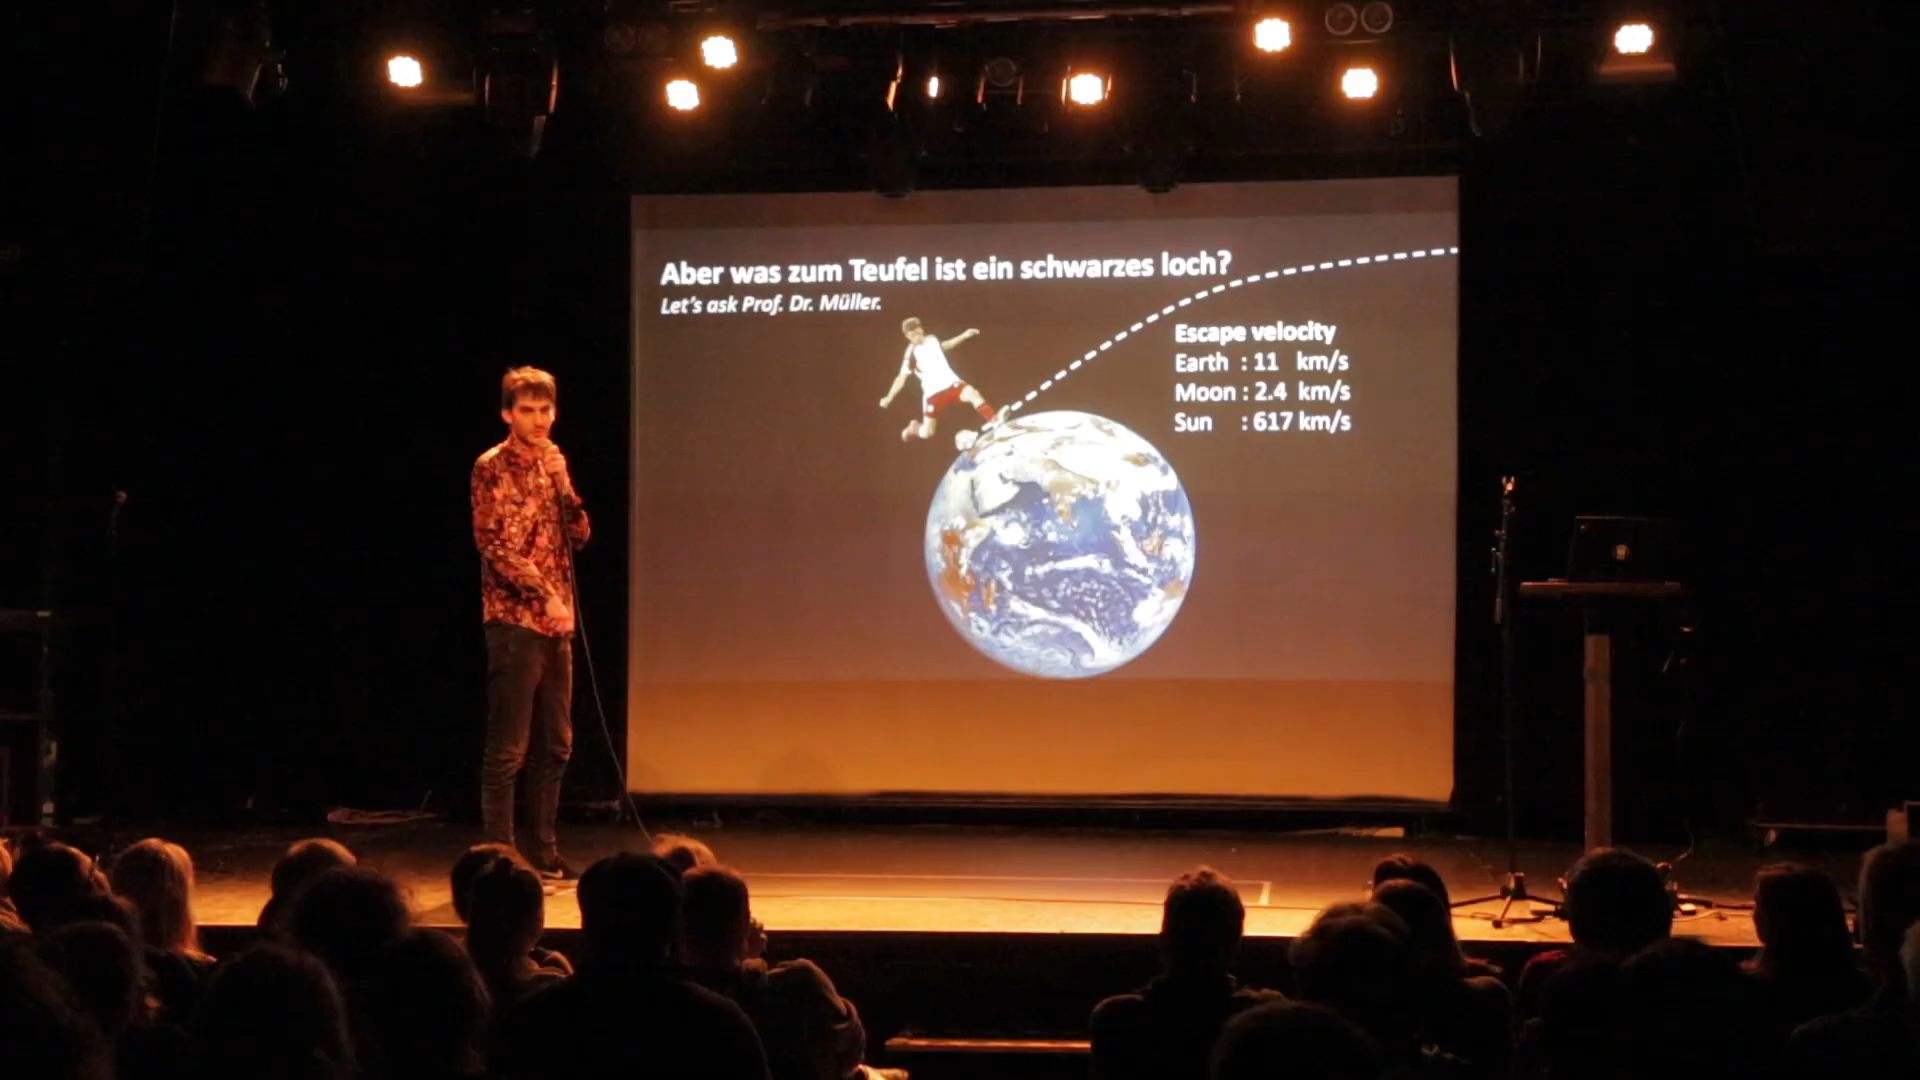 Aber was zum Teufel ist ein schwarzes loch?
Let's ask Prof. Dr. Müller.
Escape velocity
Earth : 11 km/s
Moon : 2.4 km/s
Sun : 617 km/s